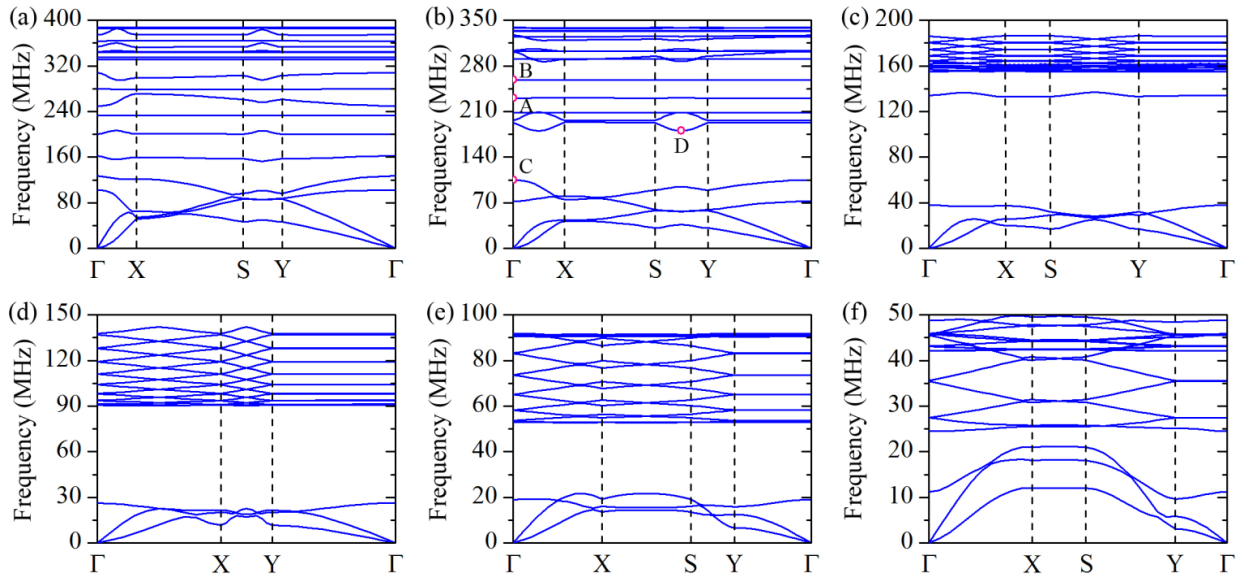 (a)
Frequency (MHz)
400
320
240
160
80
0
Γ X S Y Γ
(b)
Frequency (MHz)
350
280
210
140
70
0
B
A
C
D
Γ X S Y Γ
(c)
Frequency (MHz)
200
160
120
80
40
0
Γ X S Y Γ
(d)
Frequency (MHz)
150
120
90
60
30
0
Γ X S Y Γ
(e)
Frequency (MHz)
100
80
60
40
20
0
Γ X S Y Γ
(f)
Frequency (MHz)
50
40
30
20
10
0
Γ X S Y Γ